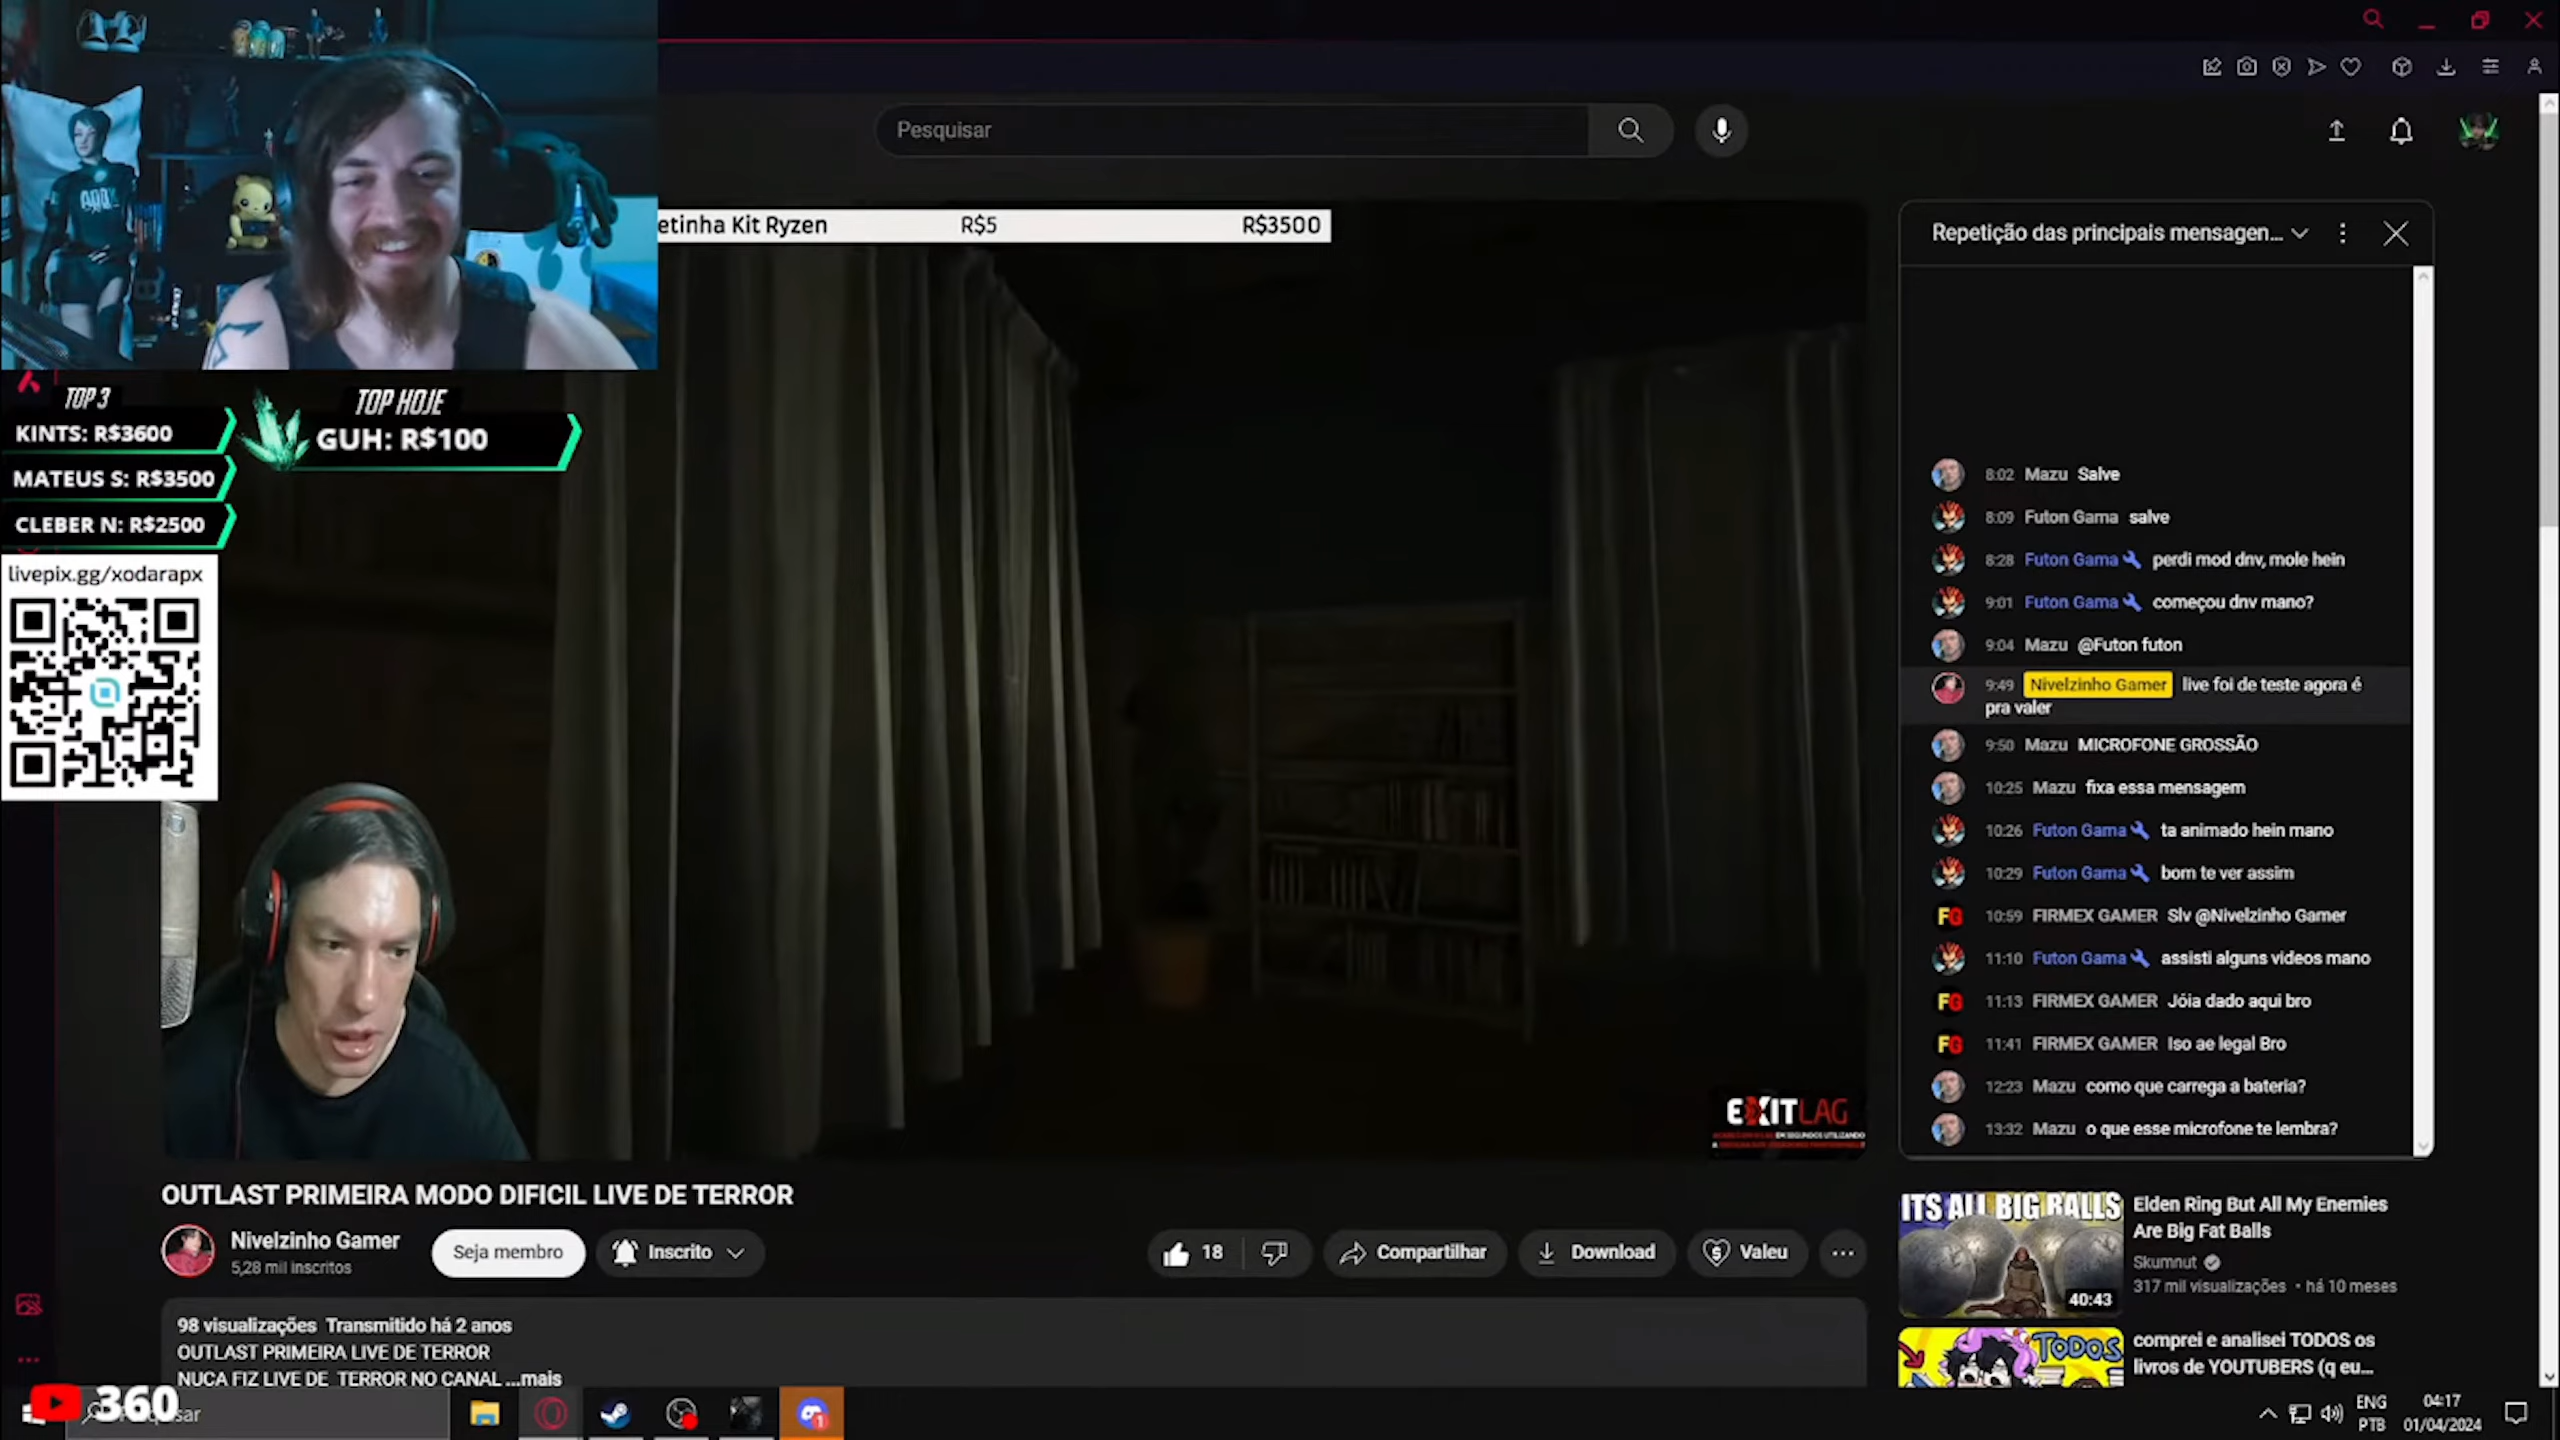 Pesquisar
etinha Kit Ryzen R$5 R$3500
TOP 3
KINTS: R$3600
MATEUS S: R$3500
CLEBER N: R$2500
TOP HOJE
GUH: R$100
livepix.gg/xodarapx
EXITLAG
OUTLAST PRIMEIRA MODO DIFICIL LIVE DE TERROR
Nivelzinho Gamer
5,28 mil inscritos
Seja membro
Inscrito
18
Compartilhar
Download
Valeu
98 visualizações Transmitido há 2 anos
OUTLAST PRIMEIRA LIVE DE TERROR
NUCA FIZ LIVE DE TERROR NO CANAL ...mais
Repetição das principais mensagen...
8:02 Mazu Salve
8:09 Futon Gama salve
8:28 Futon Gama perdi mod dnv, mole hein
9:01 Futon Gama começou dnv mano?
9:04 Mazu @Futon futon
9:49 Nivelzinho Gamer live foi de teste agora é
pra valer
9:50 Mazu MICROFONE GROSSÃO
10:25 Mazu fixa essa mensagem
10:26 Futon Gama ta animado hein mano
10:29 Futon Gama bom te ver assim
FG 10:59 FIRMEX GAMER Slv @Nivelzinho Gamer
11:10 Futon Gama assisti alguns videos mano
FG 11:13 FIRMEX GAMER Jóia dado aqui bro
FG 11:41 FIRMEX GAMER Iso ae legal Bro
12:23 Mazu como que carrega a bateria?
13:32 Mazu o que esse microfone te lembra?
ITS ALL BIG BALLS
40:43
Elden Ring But All My Enemies
Are Big Fat Balls
Skumnut
317 mil visualizações • há 10 meses
TODOS
comprei e analisei TODOS os
livros de YOUTUBERS (q eu...
360
sar
1
ENG
PTB
04:17
01/04/2024